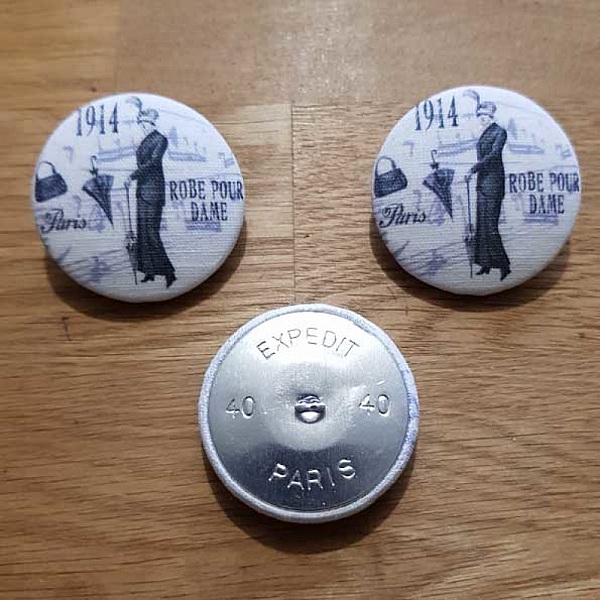 1914
ROBE POUR
DAME
Paris
1914
ROBE POUR
DAME
Paris
EXPEDIT
40 40
PARIS